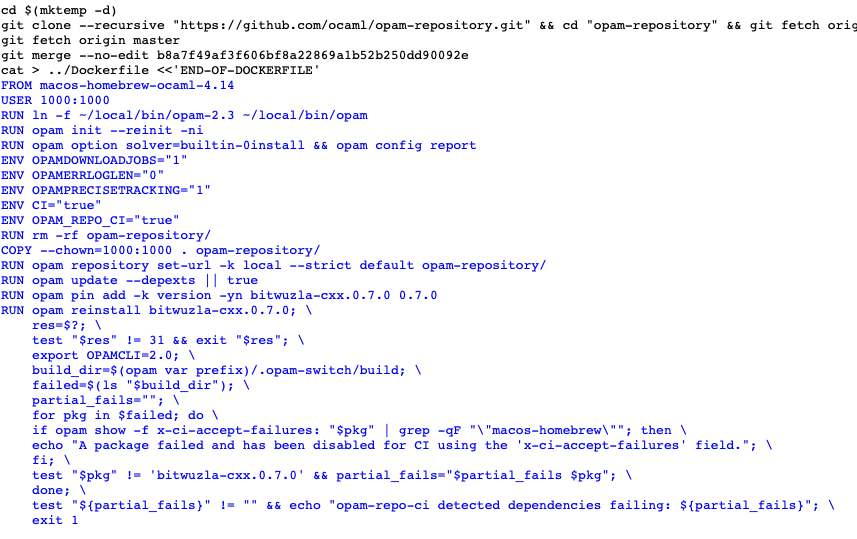 cd $(mktemp -d)
git clone --recursive "https://github.com/ocaml/opam-repository.git" && cd "opam-repository" && git fetch orig
git fetch origin master
git merge --no-edit b8a7f49af3f606bf8a22869a1b52b250dd90092e
cat > ../Dockerfile <<'END-OF-DOCKERFILE'
FROM macos-homebrew-ocaml-4.14
USER 1000:1000
RUN ln -f ~/local/bin/opam-2.3 ~/local/bin/opam
RUN opam init --reinit -ni
RUN opam option solver=builtin-0install && opam config report
ENV OPAMDOWNLOADJOBS="1"
ENV OPAMERRLOGLEN="0"
ENV OPAMPRECISETRACKING="1"
ENV CI="true"
ENV OPAM_REPO_CI="true"
RUN rm -rf opam-repository/
COPY --chown=1000:1000 . opam-repository/
RUN opam repository set-url -k local --strict default opam-repository/
RUN opam update --depexts || true
RUN opam pin add -k version -yn bitwuzla-cxx.0.7.0 0.7.0
RUN opam reinstall bitwuzla-cxx.0.7.0; \
    res=$?; \
    test "$res" != 31 && exit "$res"; \
    export OPAMCLI=2.0; \
    build_dir=$(opam var prefix)/.opam-switch/build; \
    failed=$(ls "$build_dir"); \
    partial_fails=""; \
    for pkg in $failed; do \
    if opam show -f x-ci-accept-failures: "$pkg" | grep -qF "\"macos-homebrew\""; then \
    echo "A package failed and has been disabled for CI using the 'x-ci-accept-failures' field."; \
    fi; \
    test "$pkg" != 'bitwuzla-cxx.0.7.0' && partial_fails="$partial_fails $pkg"; \
    done; \
    test "${partial_fails}" != "" && echo "opam-repo-ci detected dependencies failing: ${partial_fails}"; \
    exit 1